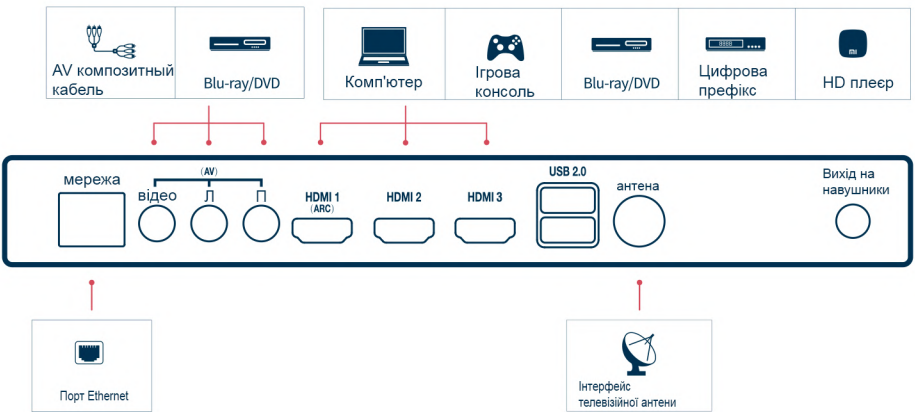 AV композитный
кабель
Blu-ray/DVD
Комп'ютер
Ігрова
консоль
Blu-ray/DVD
8888
Цифрова
префікс
mi
HD плеєр
мережа
(AV)
відео
Л
П
HDMI 1
(ARC)
HDMI 2
HDMI 3
USB 2.0
антена
Вихід на
навушники
Порт Ethernet
Інтерфейс
телевізійної антени